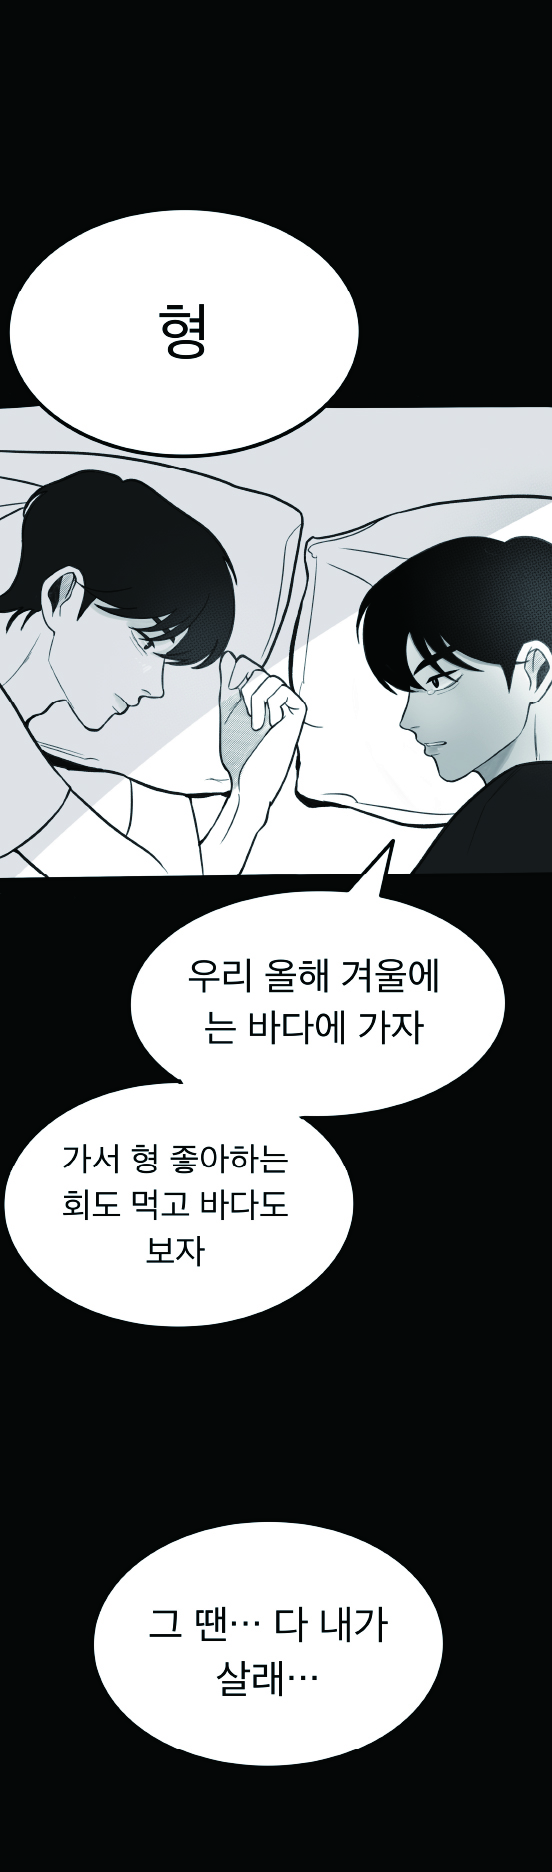 형
우리 올해 겨울에
는 바다에 가자
가서 형 좋아하는
회도 먹고 바다도
보자
그 땐… 다 내가
살래…